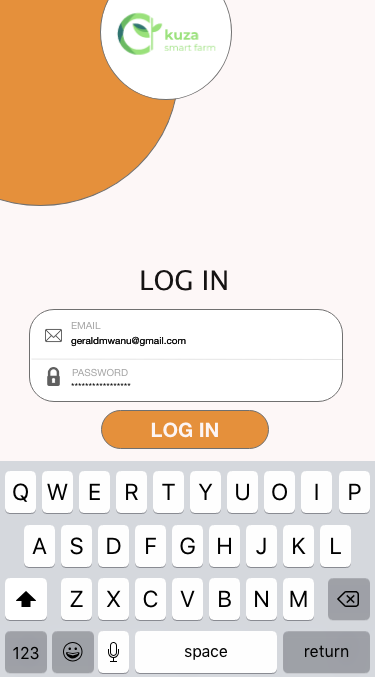 kuza
smart farm
LOG IN
EMAIL
geraldmwanu@gmail.com
PASSWORD
*****************
LOG IN
Q W E R T Y U O I P
A S D F G H J K L
Z X C V B N M
123 space return